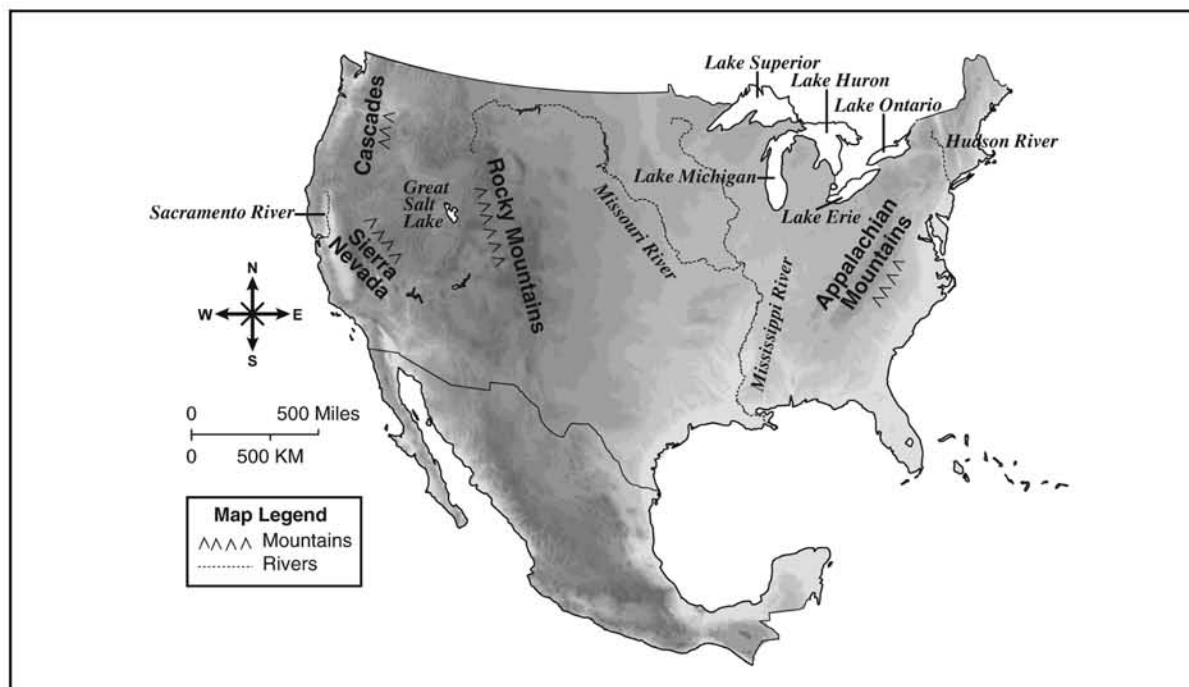 Lake Superior
Lake Huron
Lake Ontario
Hudson River
Cascades
Lake Michigan
Lake Erie
Great
Salt
Lake
Rocky Mountains
Missouri River
Sacramento River
Sierra
Nevada
Appalachian
Mountains
Mississippi River
N
W
E
S
0 500 Miles
0 500 KM
Map Legend
Mountains
Rivers